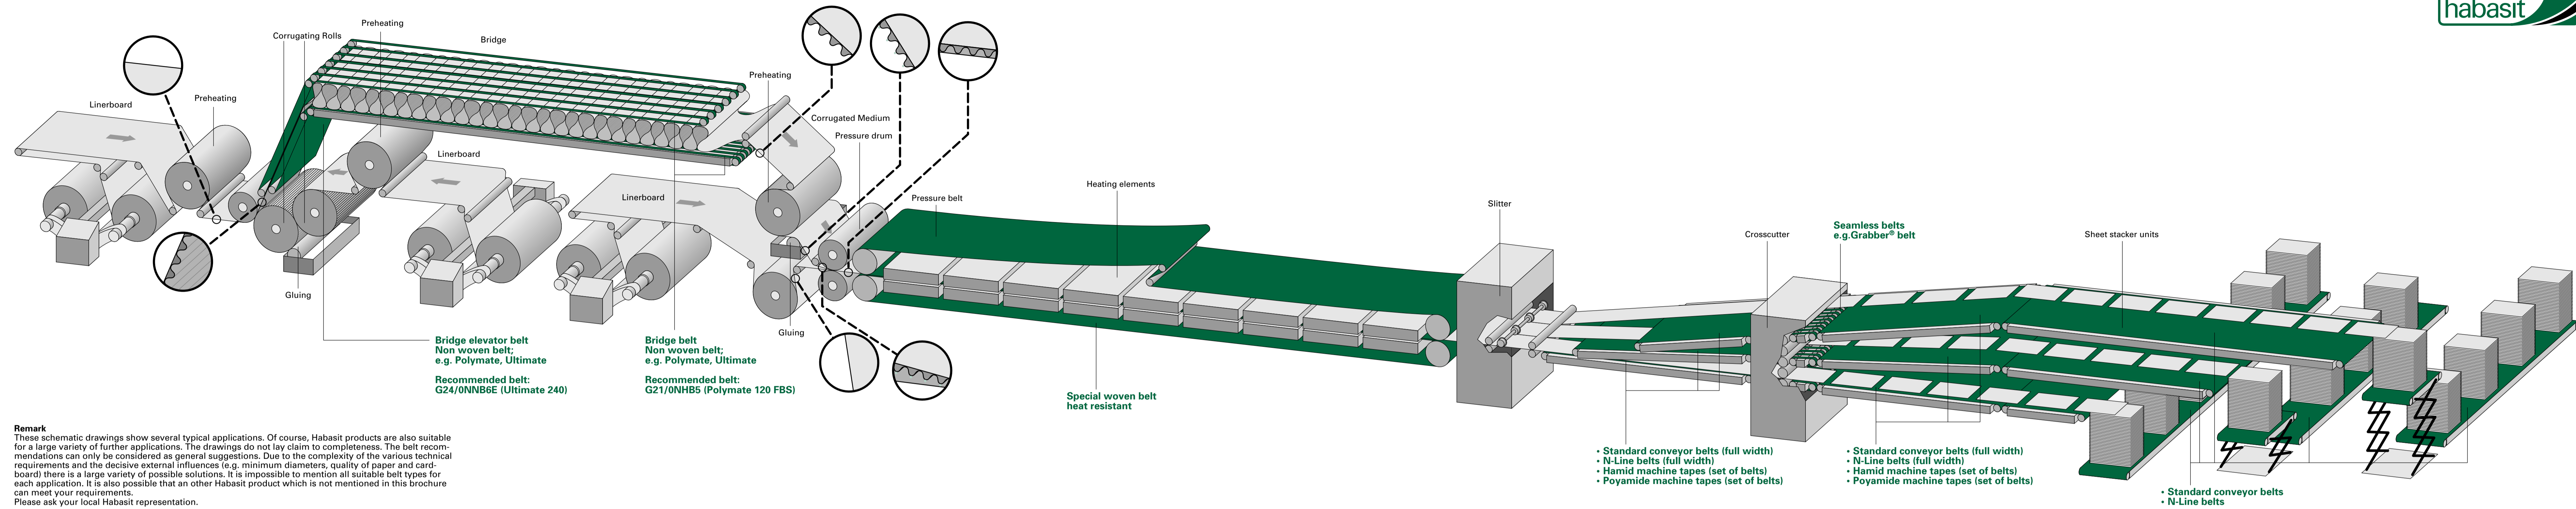 habasit
Preheating
Corrugating Rolls
Bridge
Preheating
Linerboard
Preheating
Corrugated Medium
Pressure drum
Linerboard
Linerboard
Pressure belt
Heating elements
Slitter
Crosscutter
Seamless belts
e.g.Grabber® belt
Sheet stacker units
Gluing
Gluing
Bridge elevator belt
Non woven belt;
e.g. Polymate, Ultimate
Recommended belt:
G24/0NNB6E (Ultimate 240)
Bridge belt
Non woven belt;
e.g. Polymate, Ultimate
Recommended belt:
G21/0NHB5 (Polymate 120 FBS)
Special woven belt
heat resistant
• Standard conveyor belts (full width)
• N-Line belts (full width)
• Hamid machine tapes (set of belts)
• Poyamide machine tapes (set of belts)
• Standard conveyor belts (full width)
• N-Line belts (full width)
• Hamid machine tapes (set of belts)
• Poyamide machine tapes (set of belts)
• Standard conveyor belts
• N-Line belts
Remark
These schematic drawings show several typical applications. Of course, Habasit products are also suitable
for a large variety of further applications. The drawings do not lay claim to completeness. The belt recom-
mendations can only be considered as general suggestions. Due to the complexity of the various technical
requirements and the decisive external influences (e.g. minimum diameters, quality of paper and card-
board) there is a large variety of possible solutions. It is impossible to mention all suitable belt types for
each application. It is also possible that an other Habasit product which is not mentioned in this brochure
can meet your requirements.
Please ask your local Habasit representation.